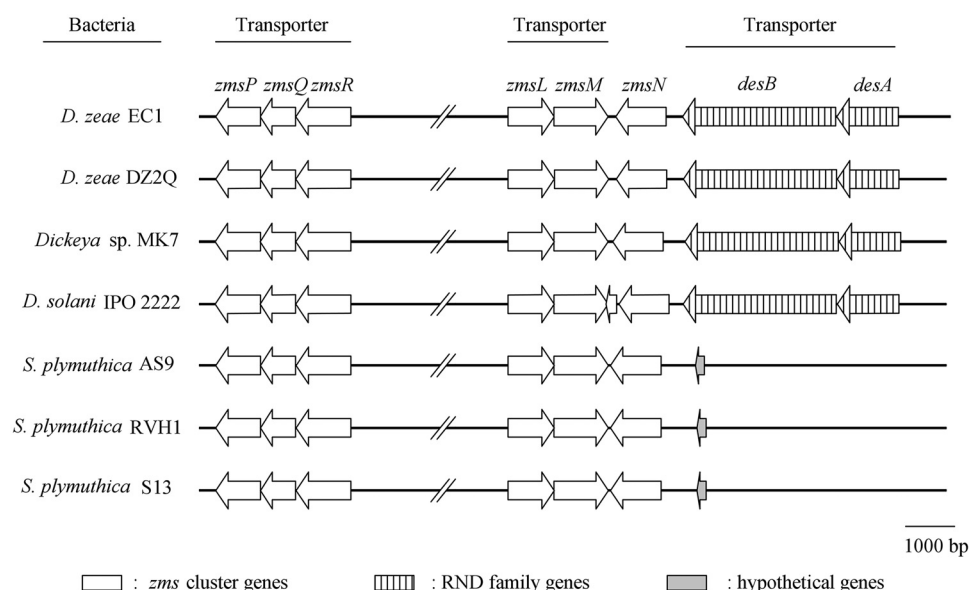 Bacteria Transporter Transporter Transporter
zmsP zmsQ zmsR zmsL zmsM zmsN desB desA
D. zeae EC1
D. zeae DZ2Q
Dickeya sp. MK7
D. solani IPO 2222
S. plymuthica AS9
S. plymuthica RVH1
S. plymuthica S13
1000 bp
: zms cluster genes : RND family genes : hypothetical genes